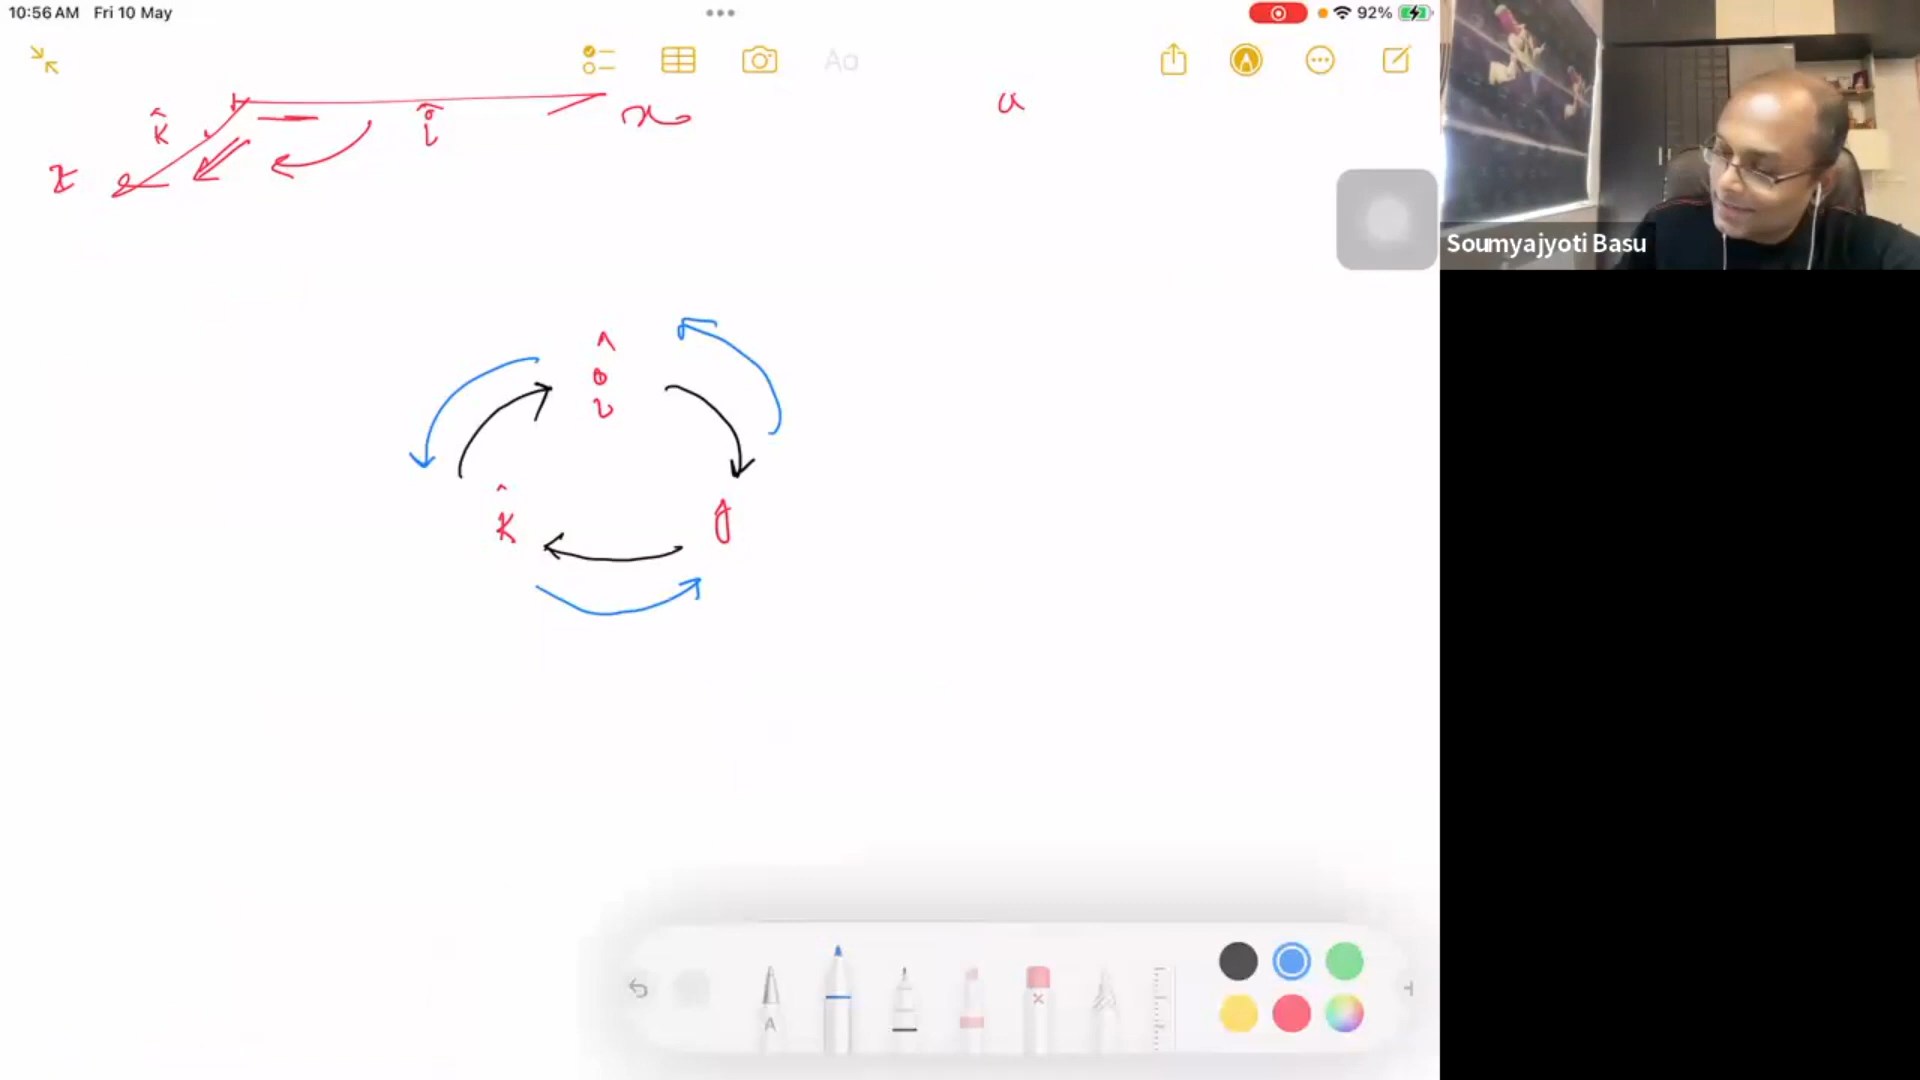 10:56 AM Fri 10 May
92%
Aa
k̂ î x a
z
Soumyajyoti Basu
î
k̂ j
A